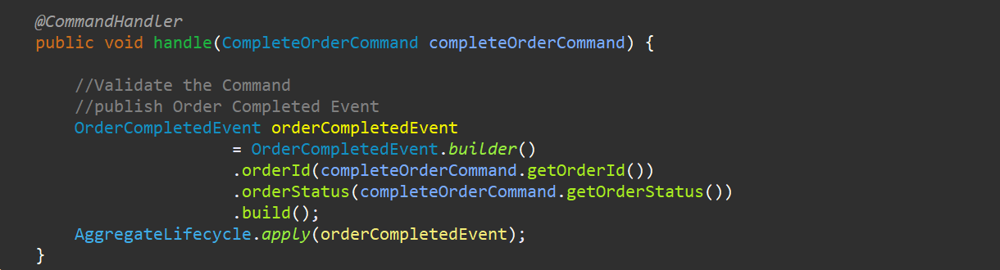 @CommandHandler
public void handle(CompleteOrderCommand completeOrderCommand) {
//Validate the Command
//publish Order Completed Event
OrderCompletedEvent orderCompletedEvent
= OrderCompletedEvent.builder()
.orderId(completeOrderCommand.getOrderId())
.orderStatus(completeOrderCommand.getOrderStatus())
.build();
AggregateLifecycle.apply(orderCompletedEvent);
}